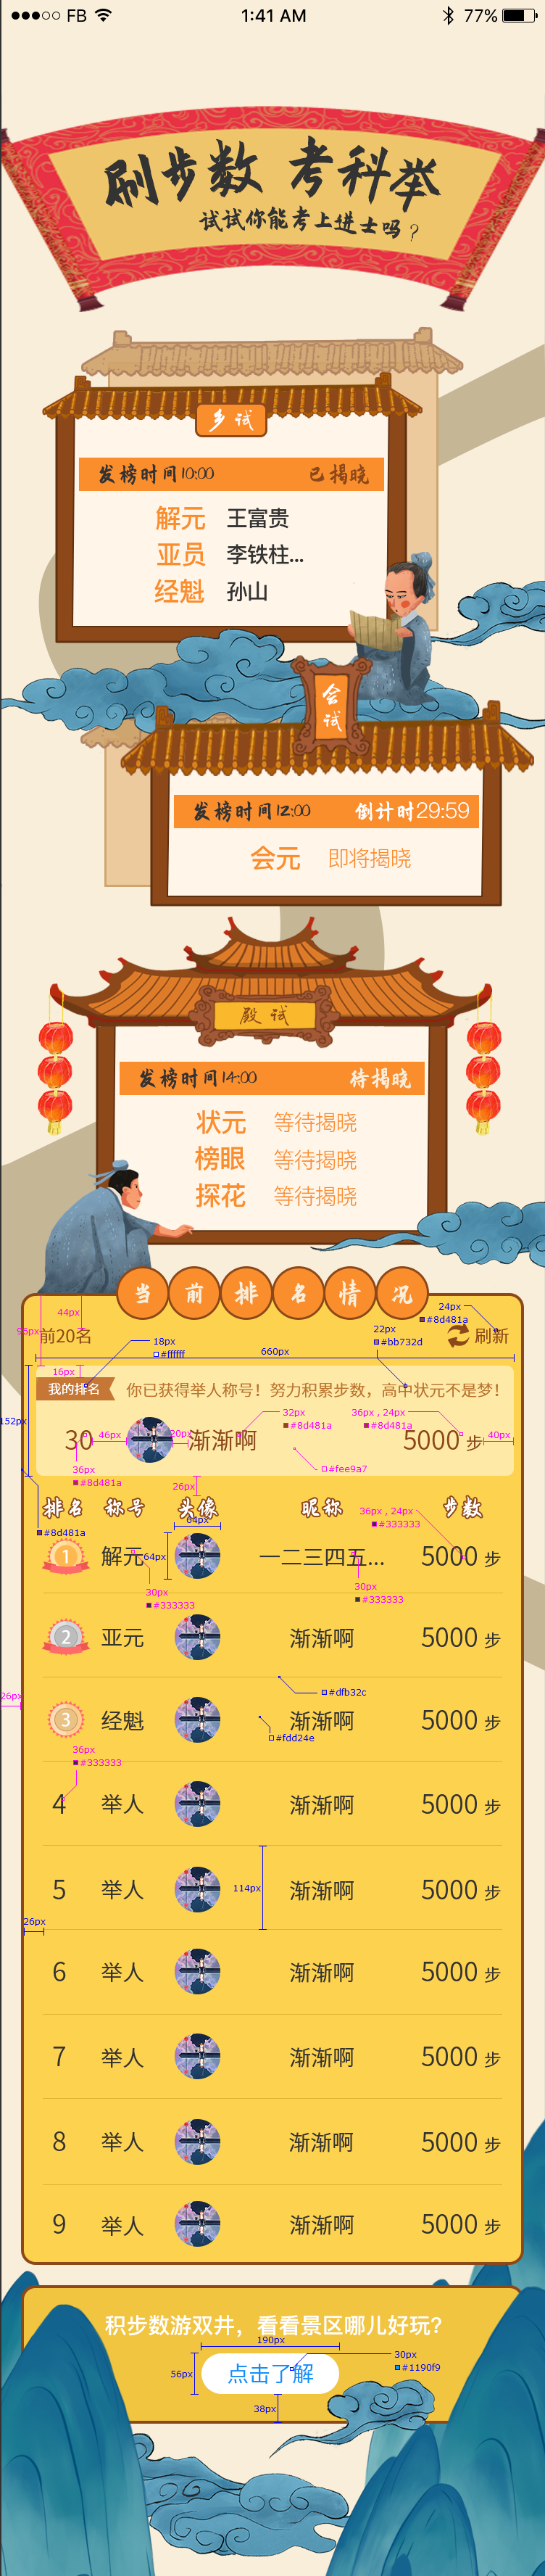 FB 1:41 AM 77%
刷步数 考科举
试试你能考上进士吗?
乡试
发榜时间10:00 已揭晓
解元 王富贵
亚员 李铁柱...
经魁 孙山
会试
发榜时间12:00 倒计时29:59
会元 即将揭晓
殿试
发榜时间14:00 待揭晓
状元 等待揭晓
榜眼 等待揭晓
探花 等待揭晓
当前排名情况
24px
#8d481a
44px
96px 前20名 刷新
18px
#ffffff
22px
#bb732d
660px
16px
我的排名 你已获得举人称号！努力积累步数，高中状元不是梦！
152px
32px
#8d481a
36px , 24px
#8d481a
30 46px 20px 渐渐啊 5000 步 40px
36px
#8d481a
#fee9a7
26px
排名 称号 头像 昵称 步数
#8d481a
64px
36px , 24px
#333333
1 解元 64px 一二三四五... 5000 步
30px
#333333
30px
#333333
2 亚元 渐渐啊 5000 步
#dfb32c
26px
3 经魁 渐渐啊 5000 步
#fdd24e
36px
#333333
4 举人 渐渐啊 5000 步
5 举人 114px 渐渐啊 5000 步
26px
6 举人 渐渐啊 5000 步
7 举人 渐渐啊 5000 步
8 举人 渐渐啊 5000 步
9 举人 渐渐啊 5000 步
积步数游双井，看看景区哪儿好玩?
190px
56px 点击了解
30px
#1190f9
38px